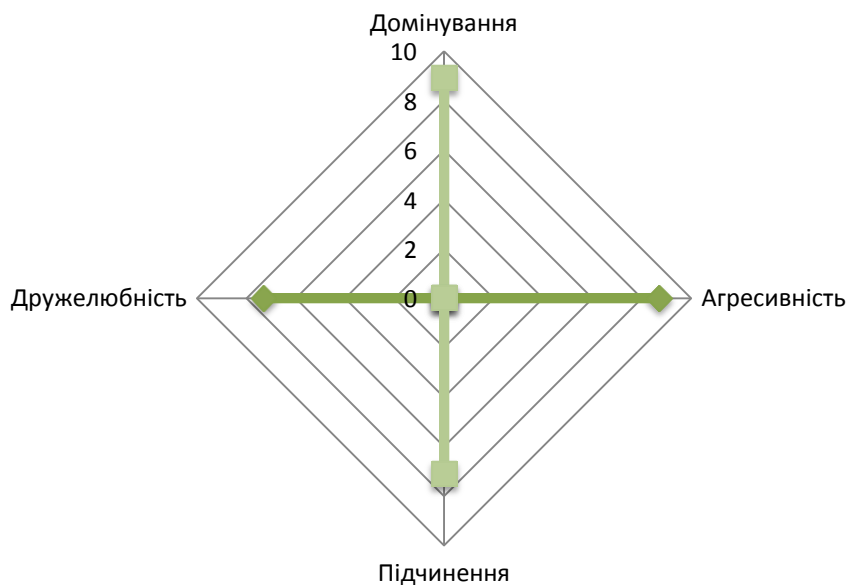 Домінування
10
8
6
4
2
0
Дружелюбність
Агресивність
Підчинення